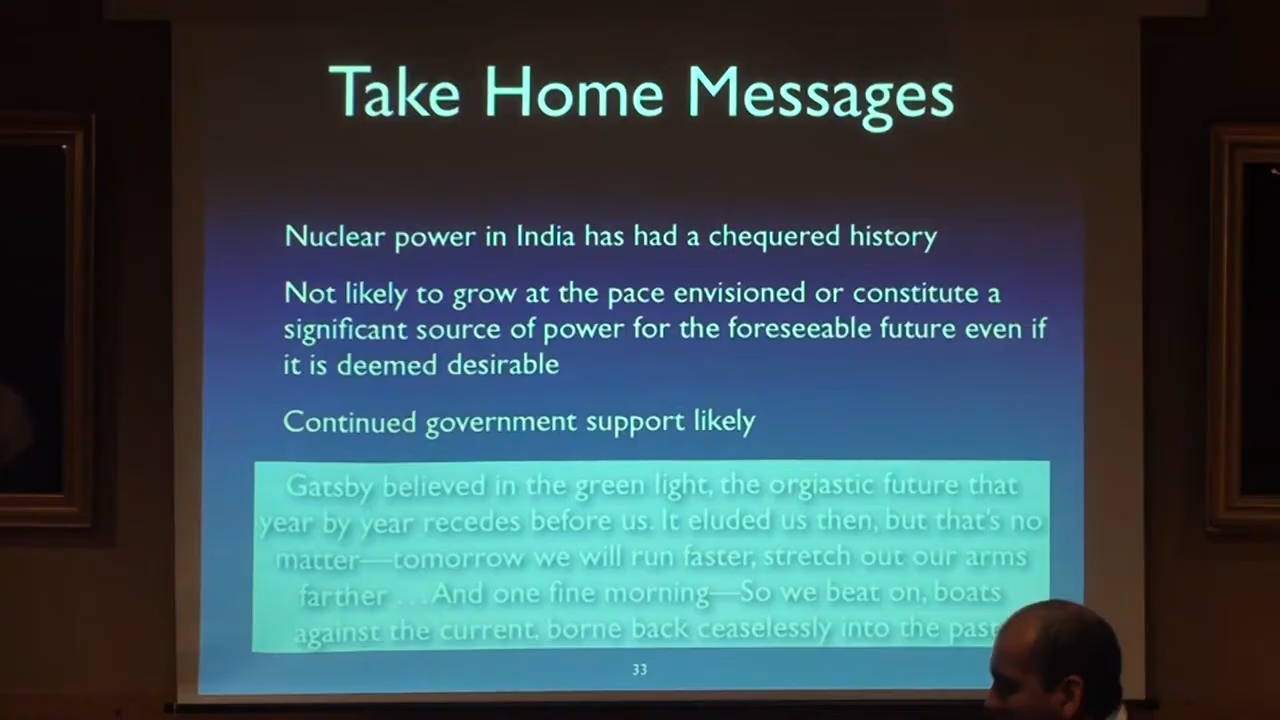 Take Home Messages
Nuclear power in India has had a chequered history
Not likely to grow at the pace envisioned or constitute a
significant source of power for the foreseeable future even if
it is deemed desirable
Continued government support likely
Gatsby believed in the green light, the orgiastic future that
year by year recedes before us. It eluded us then, but that's no
matter—tomorrow we will run faster, stretch out our arms
farther ...And one fine morning—So we beat on, boats
against the current, borne back ceaselessly into the past
33